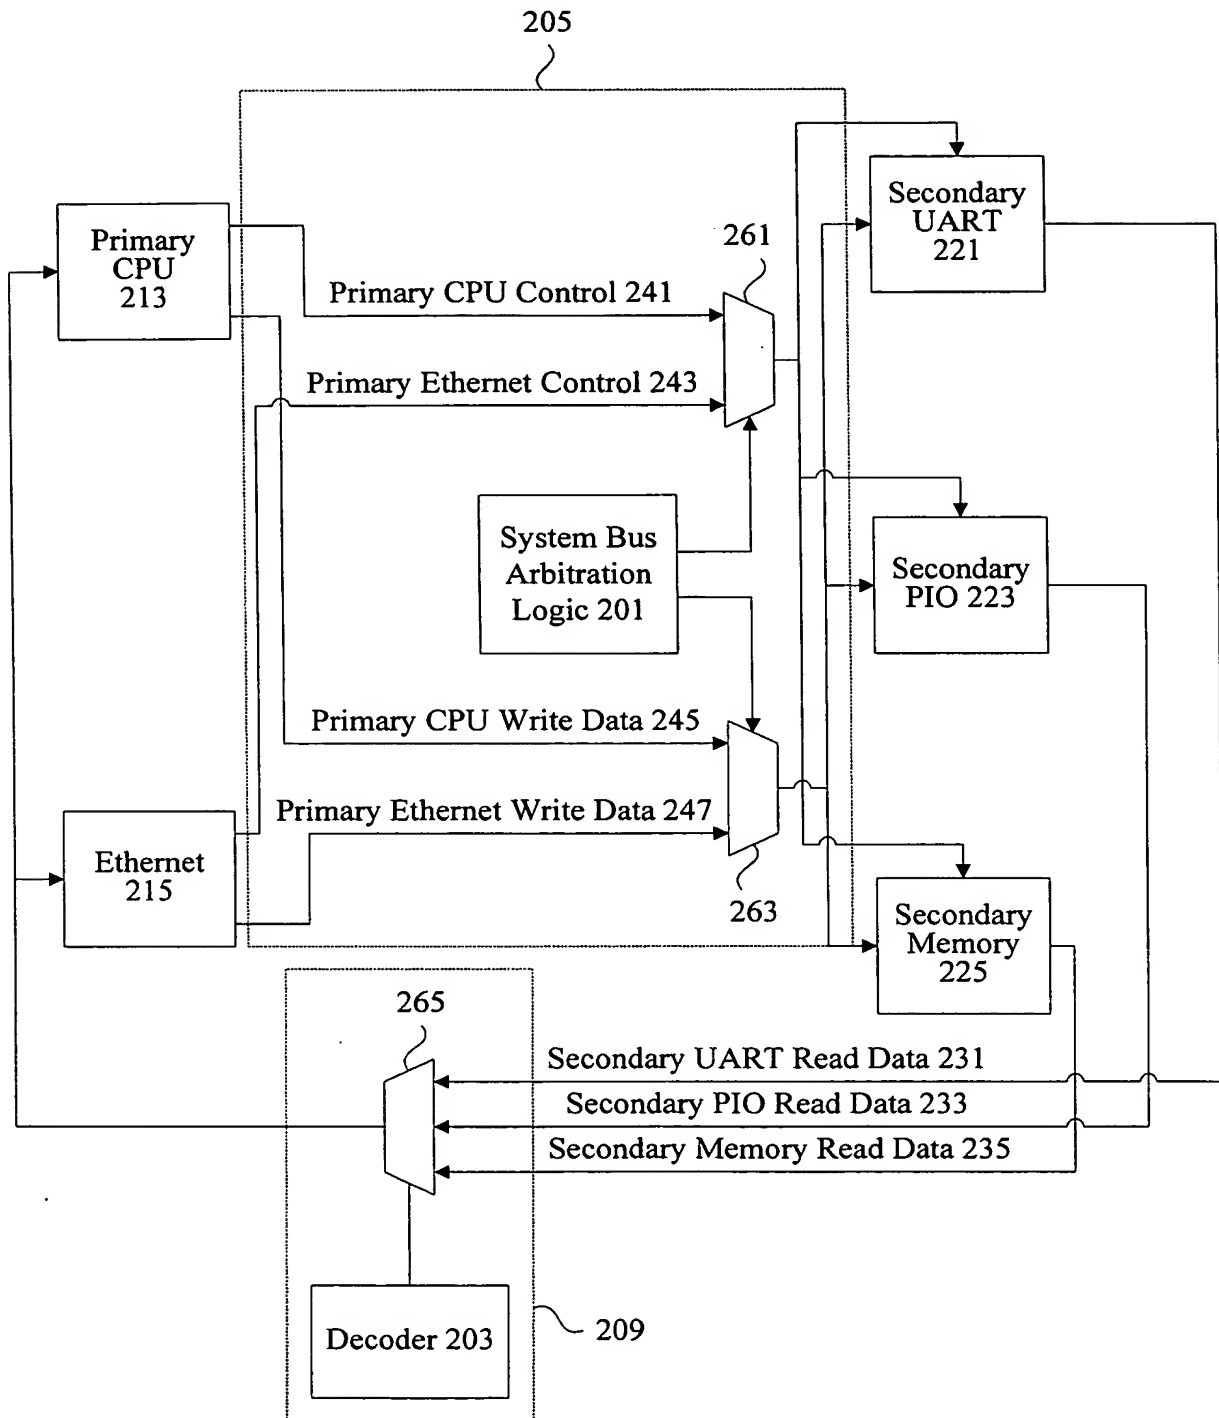 205
Secondary
UART
221
Primary
CPU
213
261
Primary CPU Control 241
Primary Ethernet Control 243
System Bus
Arbitration
Logic 201
Secondary
PIO 223
Primary CPU Write Data 245
Primary Ethernet Write Data 247
Ethernet
215
263
Secondary
Memory
225
265
Secondary UART Read Data 231
Secondary PIO Read Data 233
Secondary Memory Read Data 235
Decoder 203
209